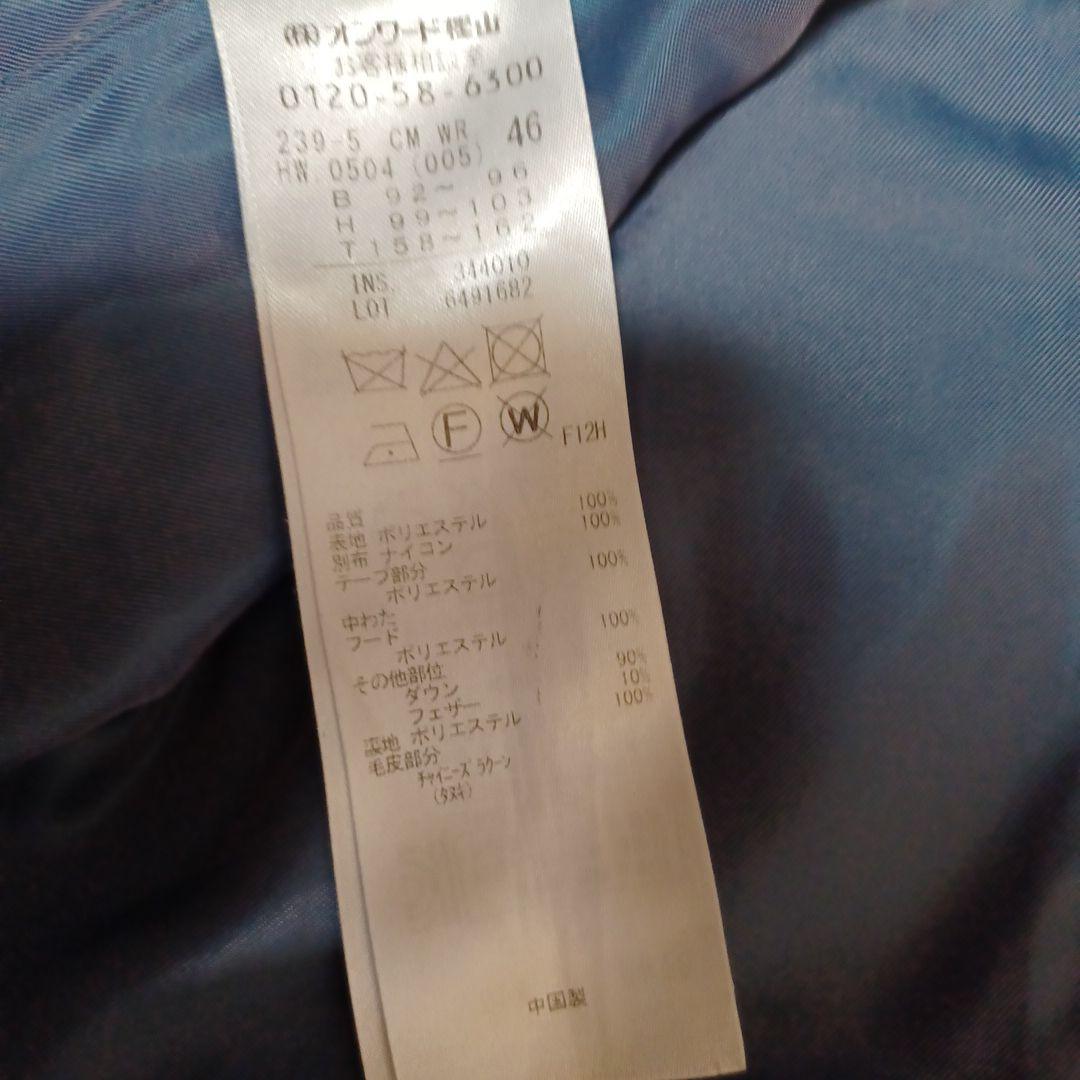 ㈱オンワード樫山
お客様相談室
0120-58-6300
239-5 CM WR 46
HW 0504 (005)
B 92～ 96
H 99～103
T158～162
INS. 344010
LOT 6491682
F
W
F12H
品質
表地 ポリエステル 100%
別布 ナイロン 100%
テープ部分
ポリエステル 100%
中わた
フード
ポリエステル 100%
その他部位
ダウン 90%
フェザー 10%
裏地 ポリエステル 100%
毛皮部分
チャイニーズ ラクーン
(タヌキ)
中国製